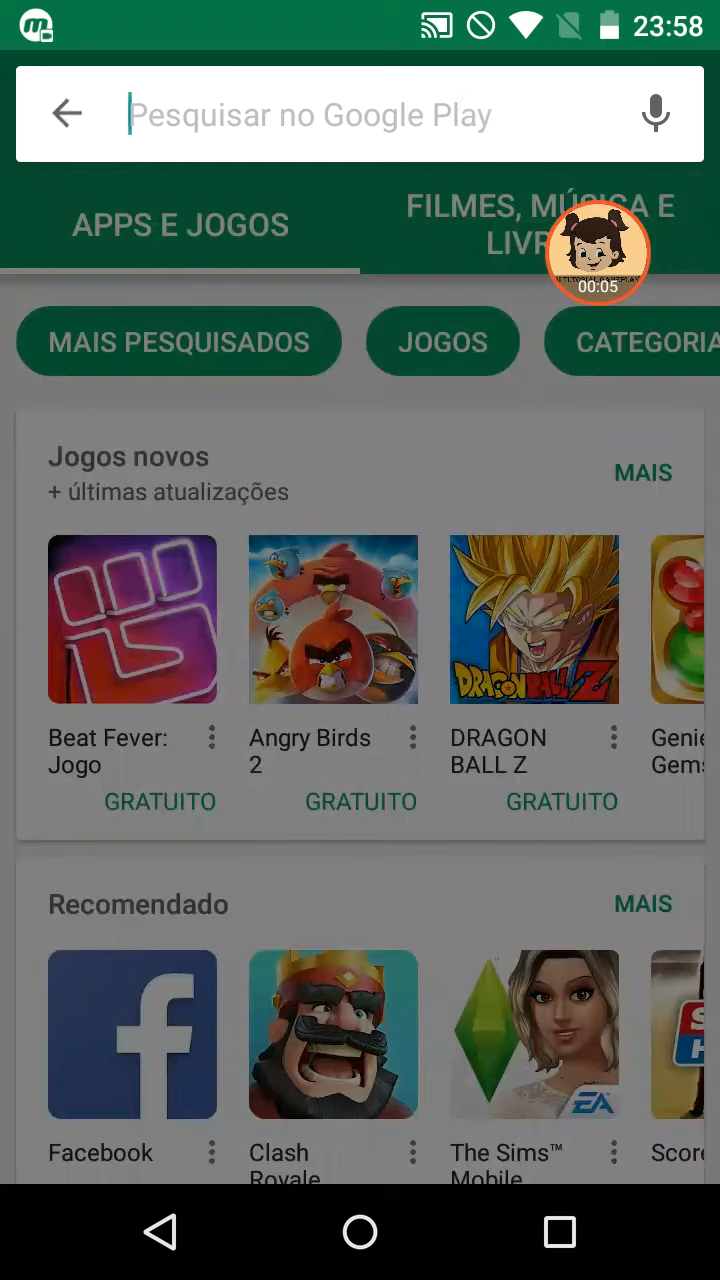 23:58
Pesquisar no Google Play
APPS E JOGOS
FILMES, MÚSICA E
LIVR
00:05
MAIS PESQUISADOS
JOGOS
CATEGORIA
Jogos novos
MAIS
+ últimas atualizações
DRAGON BALL Z
Beat Fever:
Jogo
GRATUITO
Angry Birds
2
GRATUITO
DRAGON
BALL Z
GRATUITO
Genie
Gems
Recomendado
MAIS
f
EA
Facebook
Clash
Royale
The Sims™
Mobile
Score